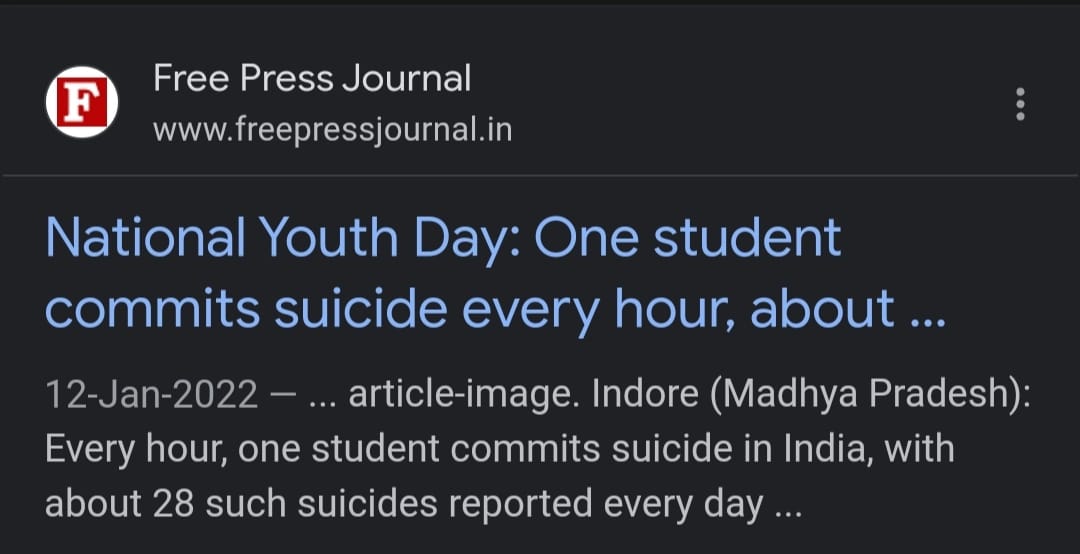 F
Free Press Journal
www.freepressjournal.in
National Youth Day: One student
commits suicide every hour, about ...
12-Jan-2022 — ... article-image. Indore (Madhya Pradesh):
Every hour, one student commits suicide in India, with
about 28 such suicides reported every day ...